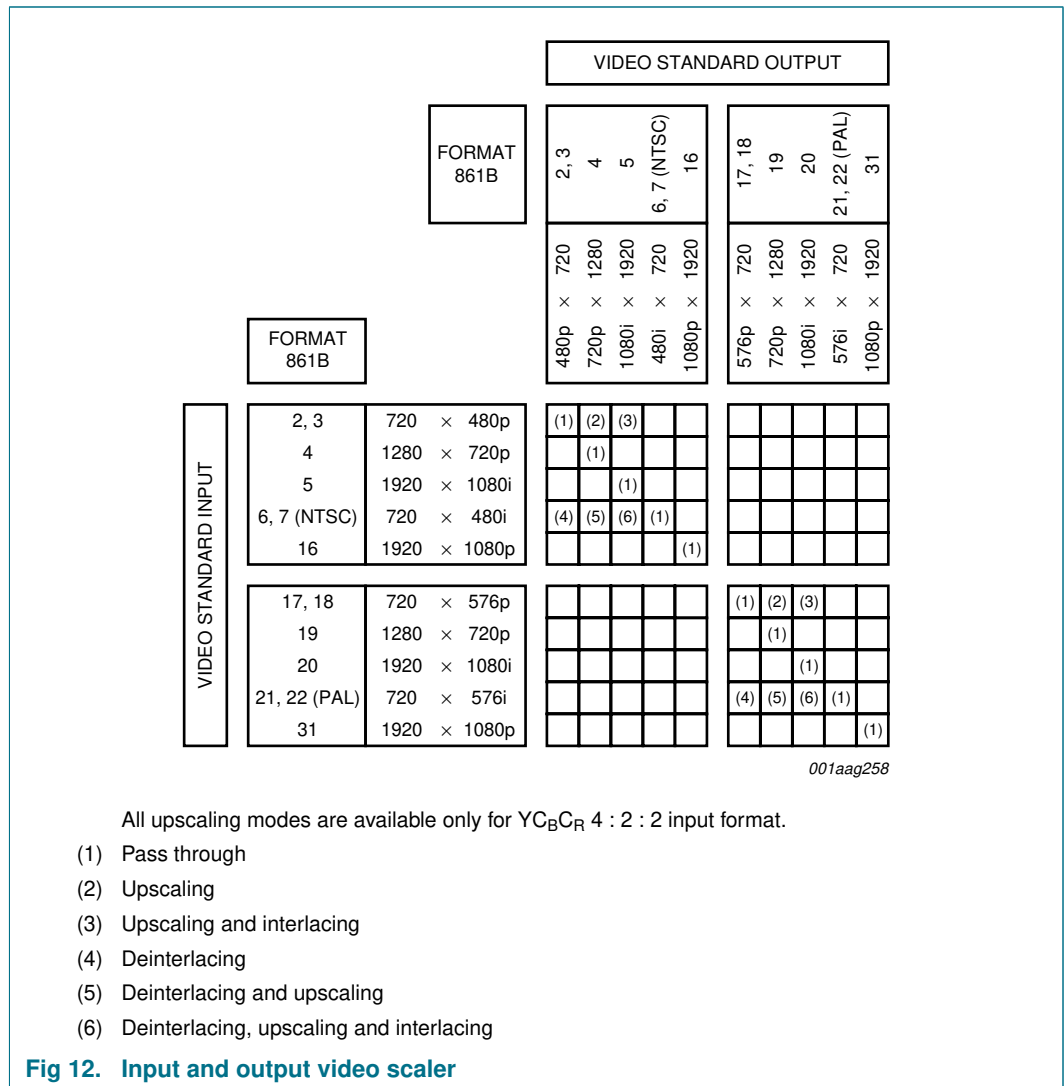 VIDEO STANDARD OUTPUT
FORMAT
861B
2, 3
4
5
6, 7 (NTSC)
16
17, 18
19
20
21, 22 (PAL)
31
480p × 720
720p × 1280
1080i × 1920
480i × 720
1080p × 1920
576p × 720
720p × 1280
1080i × 1920
576i × 720
1080p × 1920
FORMAT
861B
VIDEO STANDARD INPUT
2, 3 720 × 480p (1) (2) (3)
4 1280 × 720p (1)
5 1920 × 1080i (1)
6, 7 (NTSC) 720 × 480i (4) (5) (6) (1)
16 1920 × 1080p (1)
17, 18 720 × 576p (1) (2) (3)
19 1280 × 720p (1)
20 1920 × 1080i (1)
21, 22 (PAL) 720 × 576i (4) (5) (6) (1)
31 1920 × 1080p (1)
001aag258
All upscaling modes are available only for YCBCR 4 : 2 : 2 input format.
(1) Pass through
(2) Upscaling
(3) Upscaling and interlacing
(4) Deinterlacing
(5) Deinterlacing and upscaling
(6) Deinterlacing, upscaling and interlacing
Fig 12. Input and output video scaler